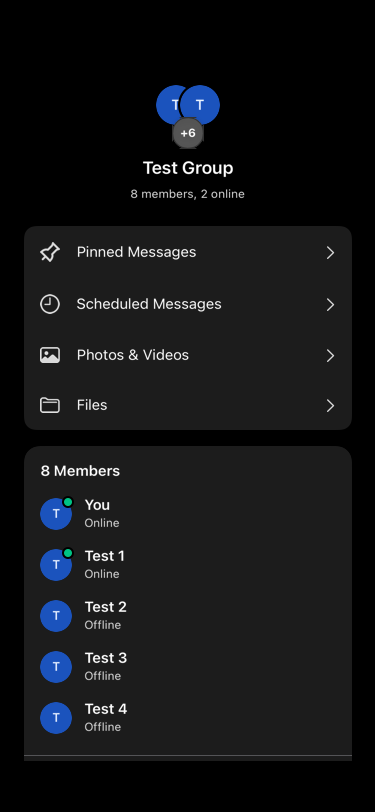 T
T
+6
Test Group
8 members, 2 online
Pinned Messages
Scheduled Messages
Photos & Videos
Files
8 Members
T
You
Online
T
Test 1
Online
T
Test 2
Offline
T
Test 3
Offline
T
Test 4
Offline